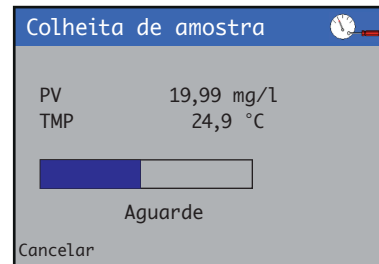 Colheita de amostra
PV 19,99 mg/l
TMP 24,9 °C
Aguarde
Cancelar